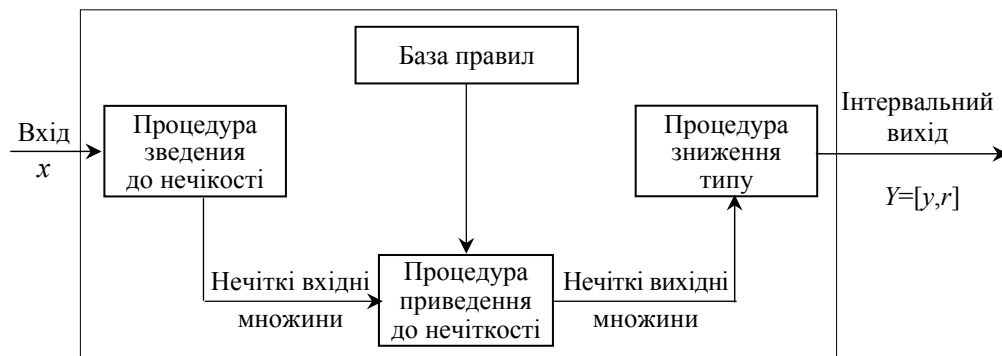 База правил
Вхід
x
Процедура
зведення
до нечікості
Процедура
зниження
типу
Інтервальний
вихід
Y=[y,r]
Нечіткі вхідні
множини
Процедура
приведення
до нечіткості
Нечіткі вихідні
множини